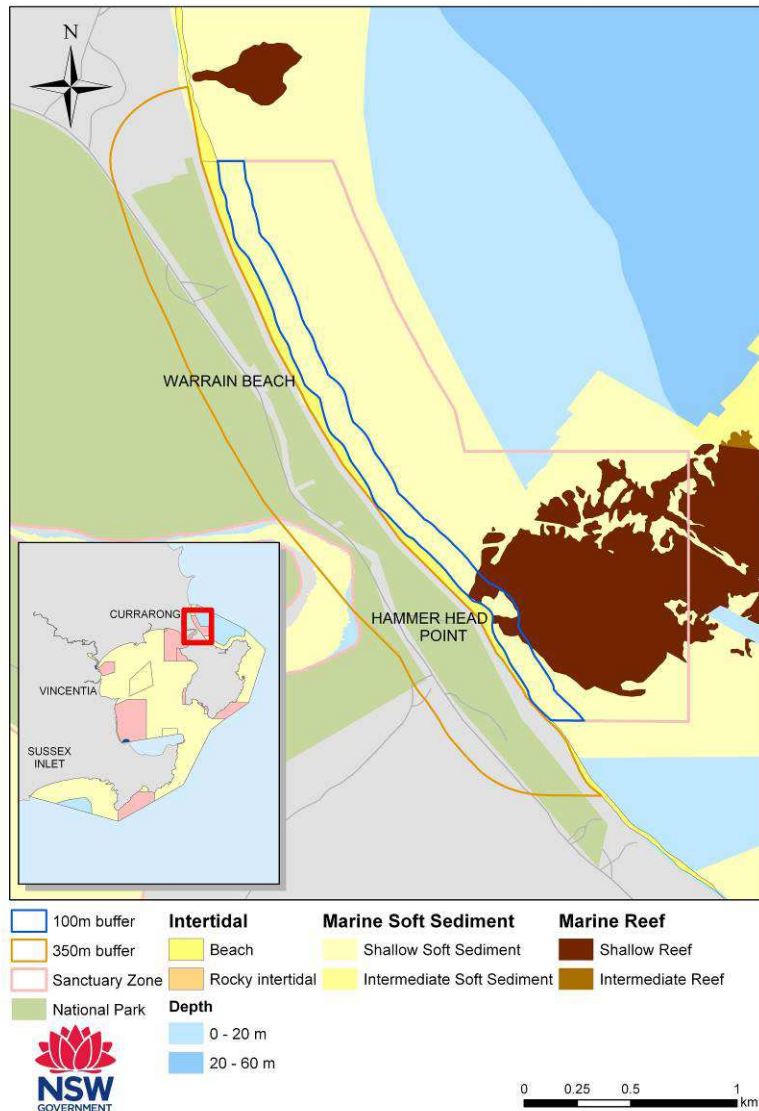 N
WARRAIN BEACH
HAMMER HEAD
POINT
CURRARONG
VINCENTIA
SUSSEX
INLET
100m buffer
350m buffer
Sanctuary Zone
National Park
Intertidal
Beach
Rocky intertidal
Depth
0 - 20 m
20 - 60 m
Marine Soft Sediment
Shallow Soft Sediment
Intermediate Soft Sediment
Marine Reef
Shallow Reef
Intermediate Reef
NSW
GOVERNMENT
0 0.25 0.5 1
km